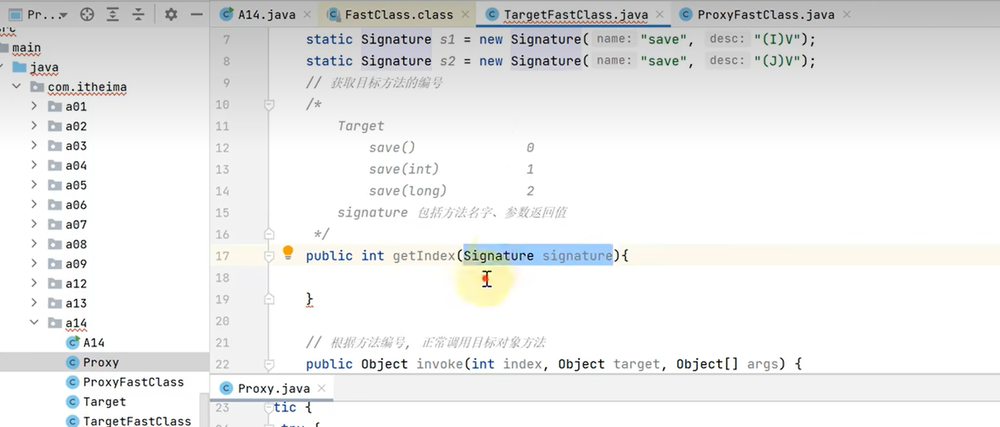 Pr...
A14.java
FastClass.class
TargetFastClass.java
ProxyFastClass.java
src
main
java
com.itheima
a01
a02
a03
a04
a05
a06
a07
a08
a09
a12
a13
a14
A14
Proxy
ProxyFastClass
Target
TargetFastClass
7 static Signature s1 = new Signature( name: "save", desc: "(I)V");
8 static Signature s2 = new Signature( name: "save", desc: "(J)V");
9 // 获取目标方法的编号
10 /*
11 Target
12 save() 0
13 save(int) 1
14 save(long) 2
15 signature 包括方法名字、参数返回值
16 */
17 public int getIndex(Signature signature){
18
19 }
20
21 // 根据方法编号, 正常调用目标对象方法
22 public Object invoke(int index, Object target, Object[] args) {
Proxy.java
23 tic {
24 try {